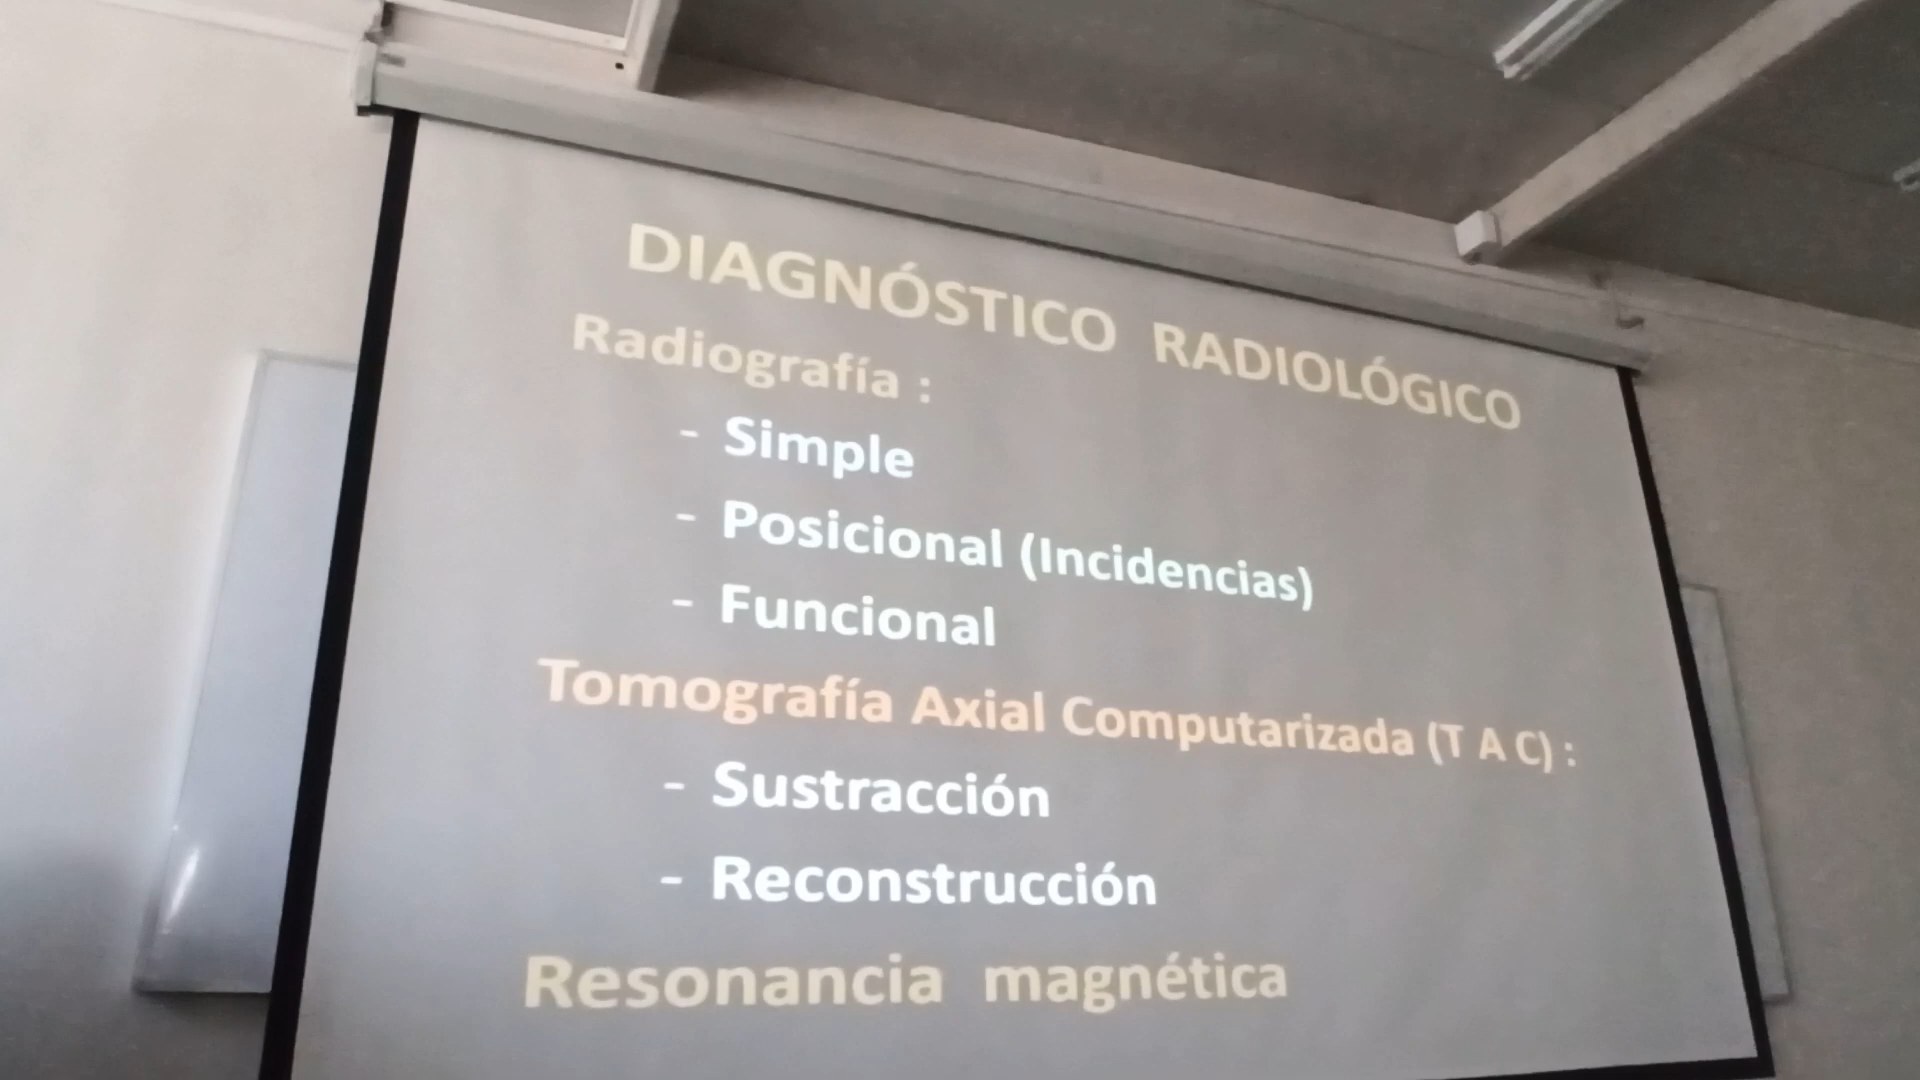 DIAGNÓSTICO RADIOLÓGICO
Radiografía :
- Simple
- Posicional (Incidencias)
- Funcional
Tomografía Axial Computarizada (T A C) :
- Sustracción
- Reconstrucción
Resonancia magnética